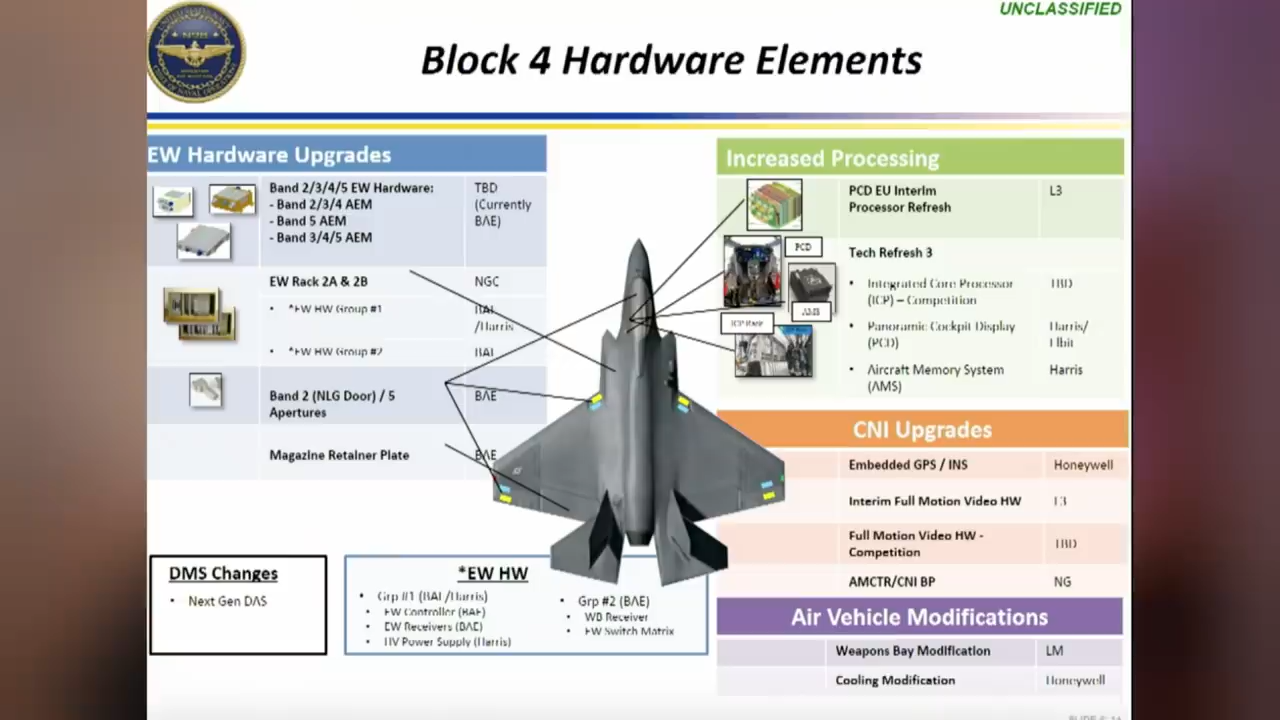 UNCLASSIFIED
Block 4 Hardware Elements
EW Hardware Upgrades
Band 2/3/4/5 EW Hardware:
- Band 2/3/4 AEM
- Band 5 AEM
- Band 3/4/5 AEM
TBD
(Currently
BAE)
EW Rack 2A & 2B
NGC
• *EW HW Group #1
BAE
/Harris
• *EW HW Group #2
BAE
Band 2 (NLG Door) / 5
Apertures
BAE
Magazine Retainer Plate
BAE
DMS Changes
• Next Gen DAS
*EW HW
• Grp #1 (BAE/Harris)
• EW Controller (BAE)
• EW Receivers (BAE)
• HV Power Supply (Harris)
• Grp #2 (BAE)
• WB Receiver
• EW Switch Matrix
Increased Processing
PCD EU Interim
Processor Refresh
L3
PCD
AMS
ICP Rack
Tech Refresh 3
• Integrated Core Processor
(ICP) – Competition
TBD
• Panoramic Cockpit Display
(PCD)
Harris/
Elbit
• Aircraft Memory System
(AMS)
Harris
CNI Upgrades
Embedded GPS / INS
Honeywell
Interim Full Motion Video HW
L3
Full Motion Video HW -
Competition
TBD
AMCTR/CNI BP
NG
Air Vehicle Modifications
Weapons Bay Modification
LM
Cooling Modification
Honeywell